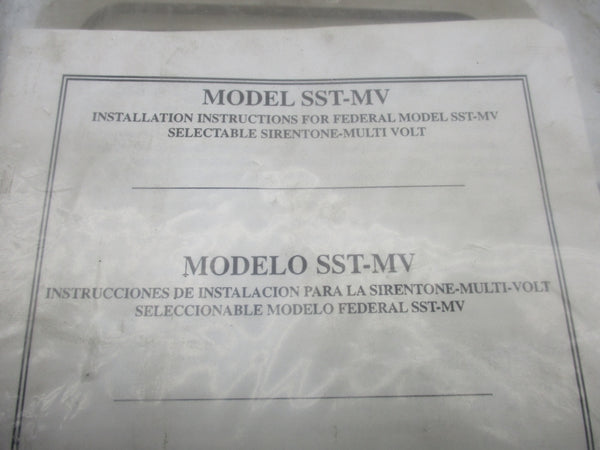 MODEL SST-MV
INSTALLATION INSTRUCTIONS FOR FEDERAL MODEL SST-MV
SELECTABLE SIRENTONE-MULTI VOLT
MODELO SST-MV
INSTRUCCIONES DE INSTALACION PARA LA SIRENTONE-MULTI-VOLT
SELECCIONABLE MODELO FEDERAL SST-MV